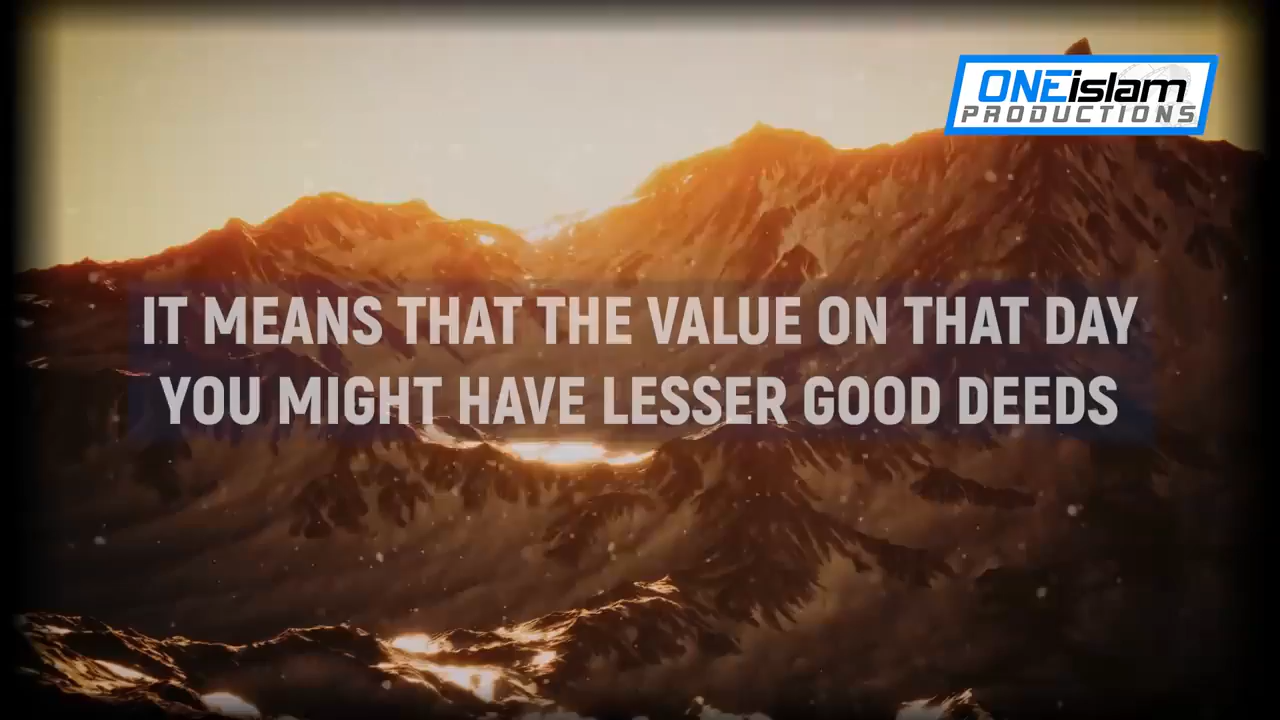 ONEislam
PRODUCTIONS
IT MEANS THAT THE VALUE ON THAT DAY
YOU MIGHT HAVE LESSER GOOD DEEDS